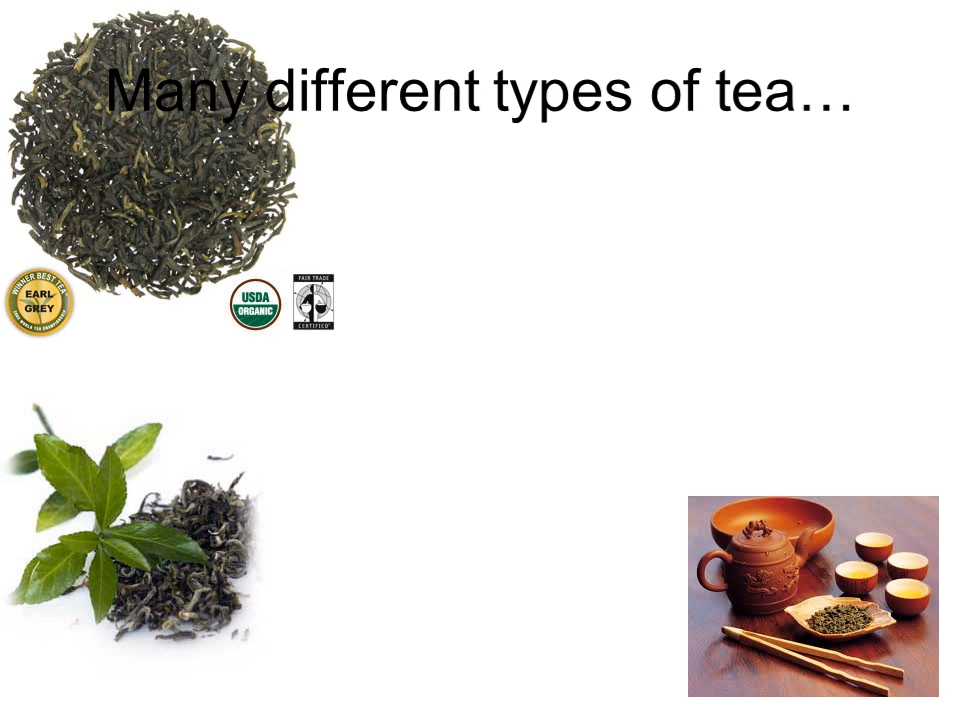 Many different types of tea…
WINNER BEST TEA
EARL
GREY
USDA
ORGANIC
FAIR TRADE
CERTIFIED